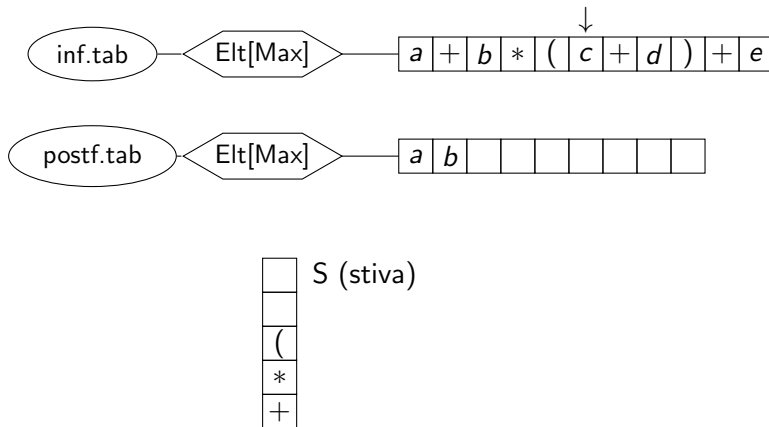 ↓
inf.tab Elt[Max] a + b * ( c + d ) + e
postf.tab Elt[Max] a b
S (stiva)
(
*
+